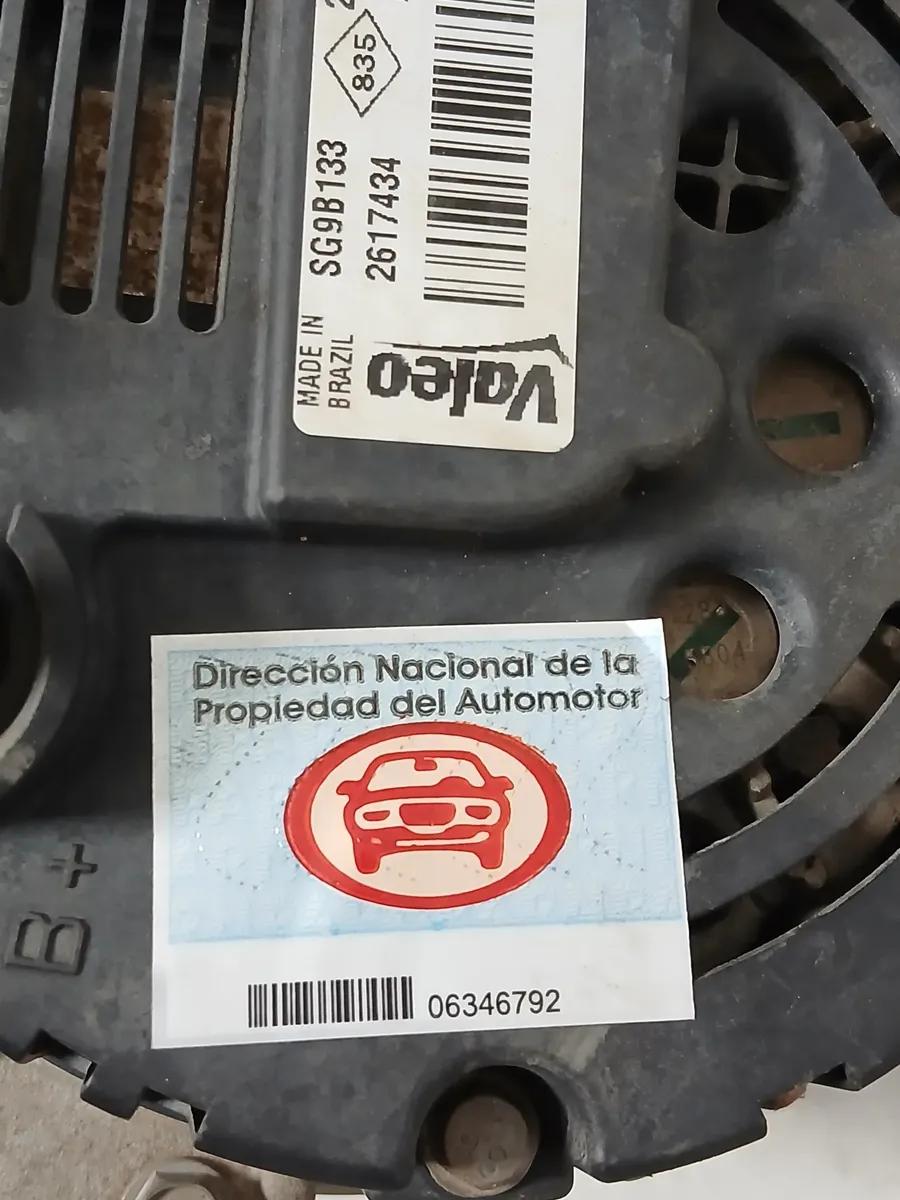 835
SG9B133
2617434
MADE IN
BRAZIL
Valeo
Dirección Nacional de la
Propiedad del Automotor
B+
06346792